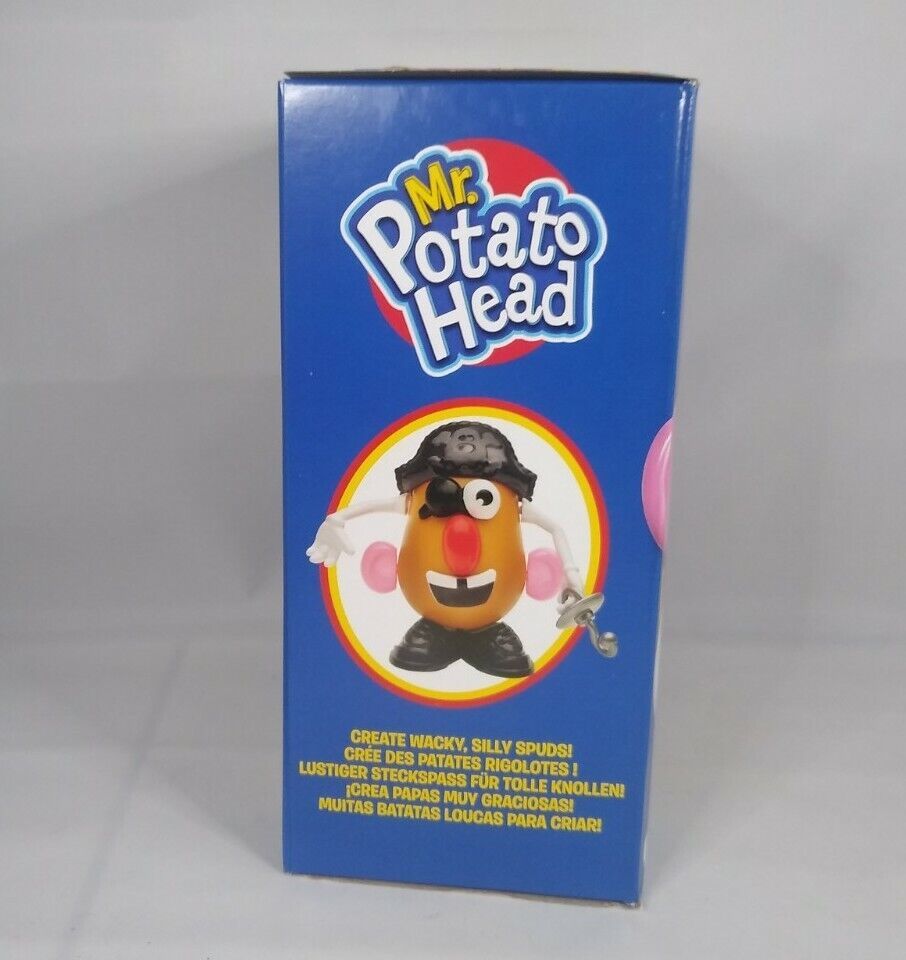 Mr.
Potato
Head
CREATE WACKY, SILLY SPUDS!
CRÉE DES PATATES RIGOLOTES !
LUSTIGER STECKSPASS FÜR TOLLE KNOLLEN!
¡CREA PAPAS MUY GRACIOSAS!
MUITAS BATATAS LOUCAS PARA CRIAR!